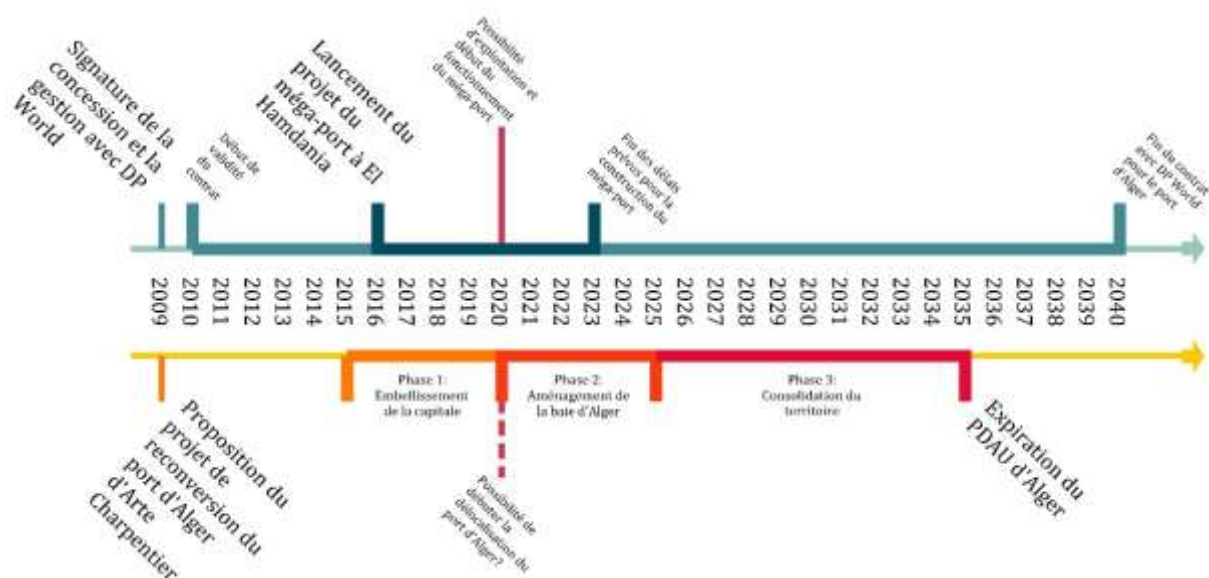 Signature de la
concession et la
gestion avec DP
World
Début de
validité
du
contrat
Lancement du
projet du
méga-port à El
Hamdania
Possibilité
d'exploitation et
début du
fonctionnement
du méga-port
Fin des délais
prévus pour la
construction du
méga-port
Fin du contrat
avec DP World
pour le port
d'Alger
2009
2010
2011
2012
2013
2014
2015
2016
2017
2018
2019
2020
2021
2022
2023
2024
2025
2026
2027
2028
2029
2030
2031
2032
2033
2034
2035
2036
2037
2038
2039
2040
Phase 1:
Embellissement
de la capitale
Phase 2:
Aménagement de
la baie d'Alger
Phase 3:
Consolidation du
territoire
Proposition du
projet de
reconversion du
port d'Alger
d'Arte
Charpentier
Possibilité de
débuter la
délocalisation du
port d'Alger?
Expiration du
PDAU d'Alger